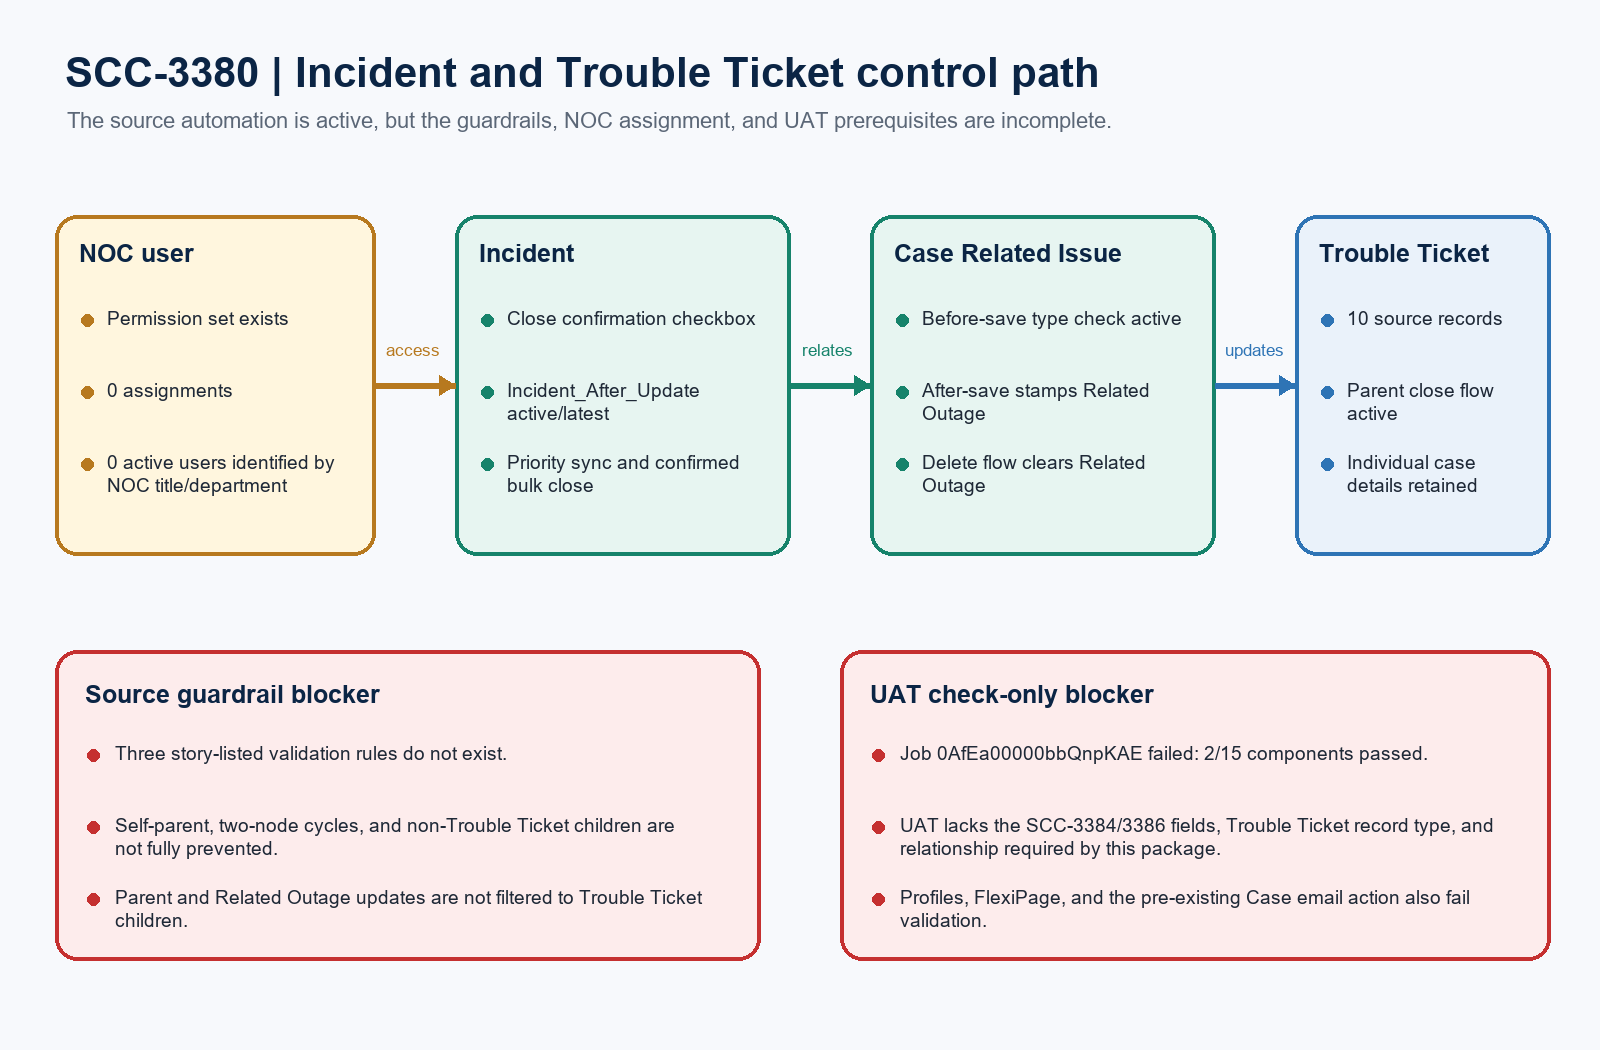 SCC-3380 | Incident and Trouble Ticket control path
The source automation is active, but the guardrails, NOC assignment, and UAT prerequisites are incomplete.
NOC user
Permission set exists
0 assignments
0 active users identified by
NOC title/department
access
Incident
Close confirmation checkbox
Incident_After_Update
active/latest
Priority sync and confirmed
bulk close
relates
Case Related Issue
Before-save type check active
After-save stamps Related
Outage
Delete flow clears Related
Outage
updates
Trouble Ticket
10 source records
Parent close flow
active
Individual case
details retained
Source guardrail blocker
Three story-listed validation rules do not exist.
Self-parent, two-node cycles, and non-Trouble Ticket children are
not fully prevented.
Parent and Related Outage updates are not filtered to Trouble Ticket
children.
UAT check-only blocker
Job 0AfEa00000bbQnpKAE failed: 2/15 components passed.
UAT lacks the SCC-3384/3386 fields, Trouble Ticket record type, and
relationship required by this package.
Profiles, FlexiPage, and the pre-existing Case email action also fail
validation.